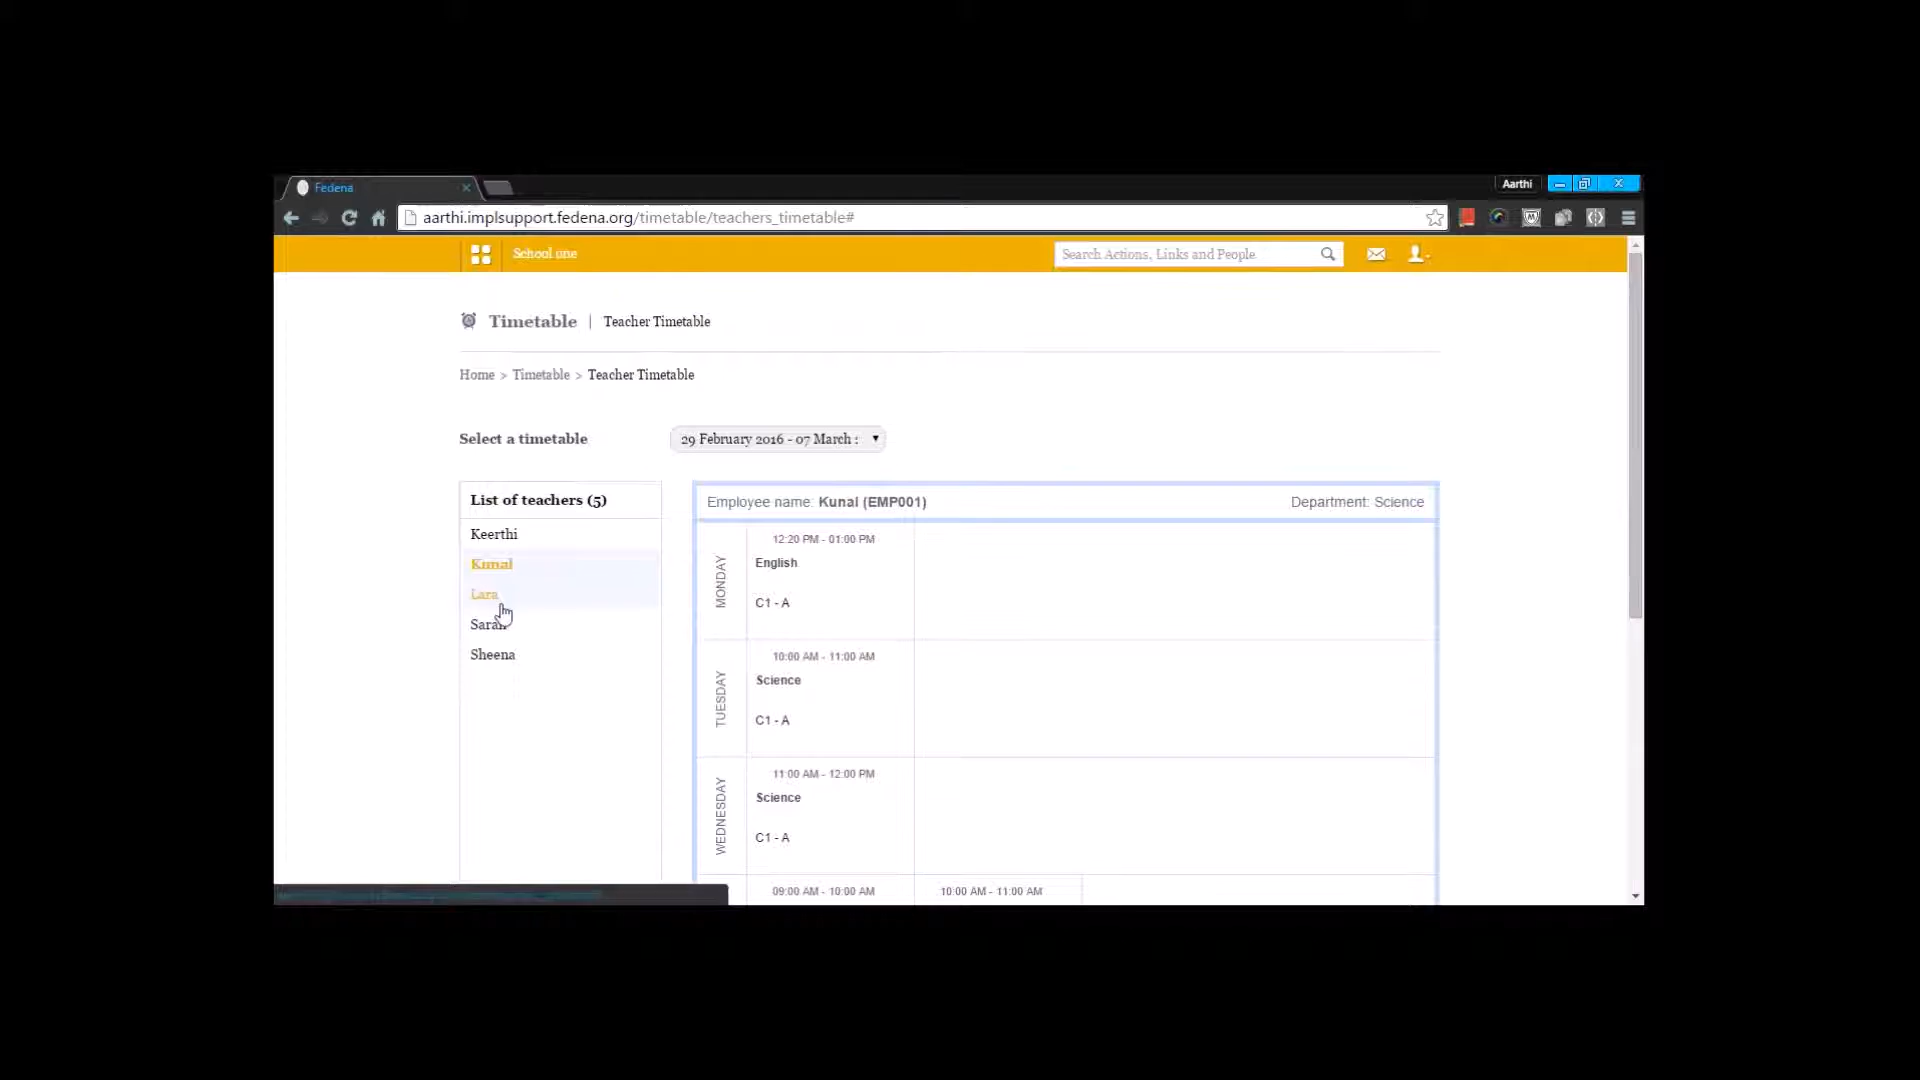 Fedena
Aarthi
aarthi.implsupport.fedena.org/timetable/teachers_timetable#
School one
Search Actions, Links and People
Timetable | Teacher Timetable
Home > Timetable > Teacher Timetable
Select a timetable
29 February 2016 - 07 March :
List of teachers (5)
Keerthi
Kunal
Lara
Sarah
Sheena
Employee name: Kunal (EMP001)
Department: Science
MONDAY
12:20 PM - 01:00 PM
English
C1 - A
TUESDAY
10:00 AM - 11:00 AM
Science
C1 - A
WEDNESDAY
11:00 AM - 12:00 PM
Science
C1 - A
09:00 AM - 10:00 AM
10:00 AM - 11:00 AM